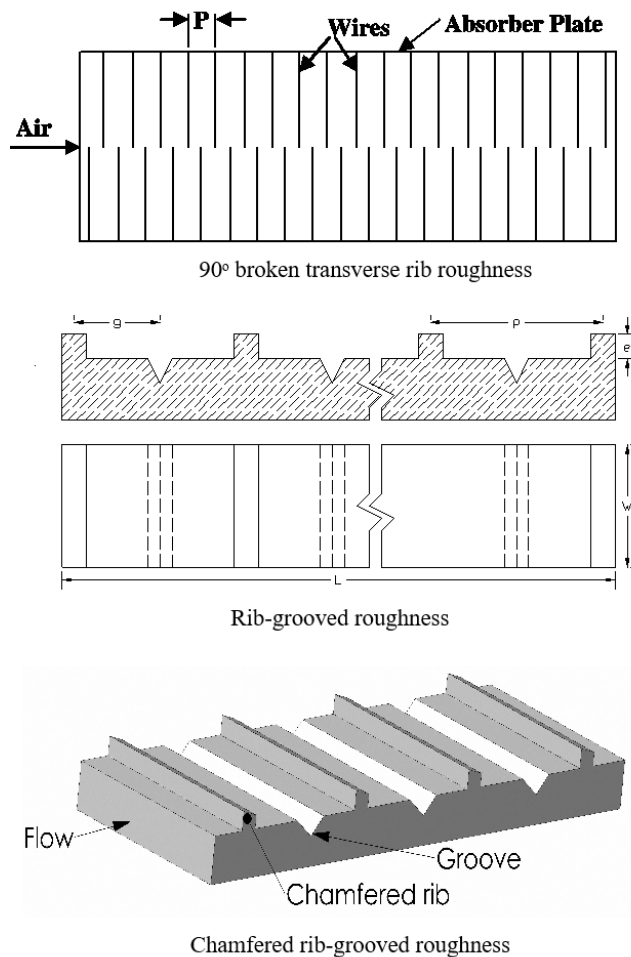 P
Wires
Absorber Plate
Air
90° broken transverse rib roughness
g
p
e
W
L
Rib-grooved roughness
Flow
Groove
Chamfered rib
Chamfered rib-grooved roughness